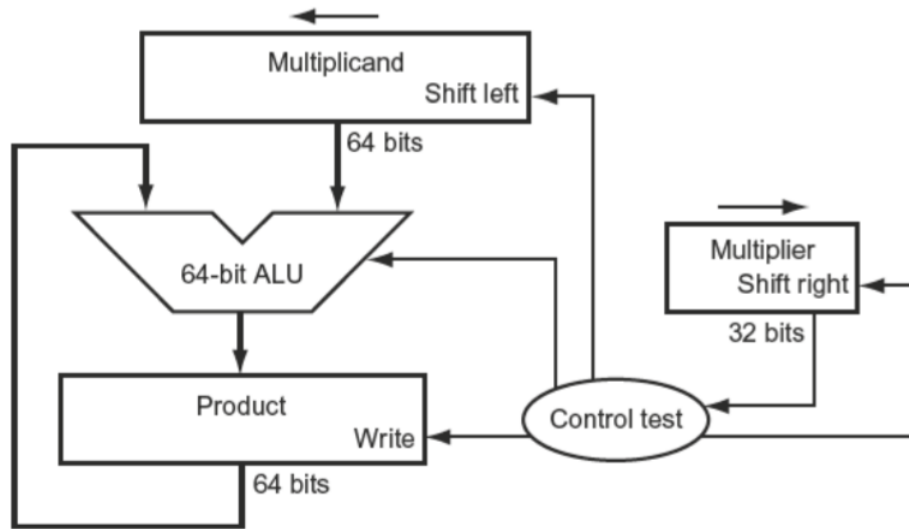 Multiplicand
Shift left
64 bits
64-bit ALU
Multiplier
Shift right
32 bits
Product
Write
Control test
64 bits